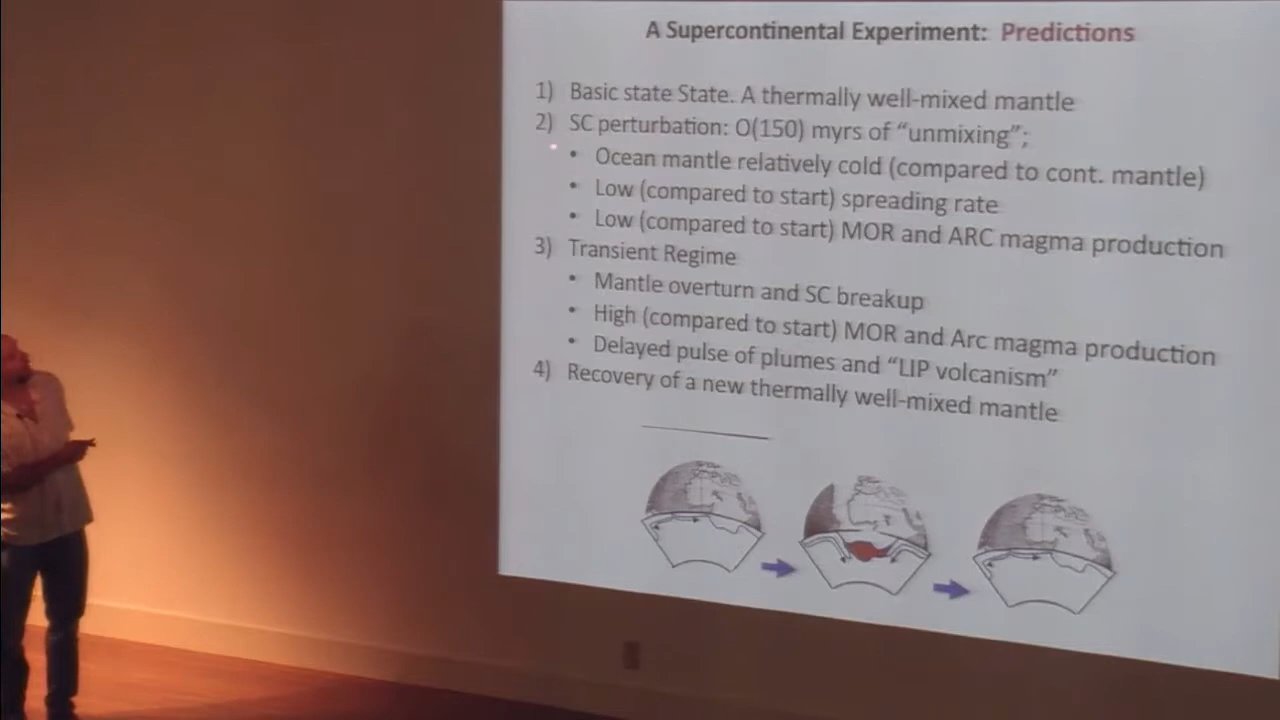 A Supercontinental Experiment: Predictions
1) Basic state State. A thermally well-mixed mantle
2) SC perturbation: O(150) myrs of “unmixing”;
• Ocean mantle relatively cold (compared to cont. mantle)
• Low (compared to start) spreading rate
• Low (compared to start) MOR and ARC magma production
3) Transient Regime
• Mantle overturn and SC breakup
• High (compared to start) MOR and Arc magma production
• Delayed pulse of plumes and “LIP volcanism”
4) Recovery of a new thermally well-mixed mantle